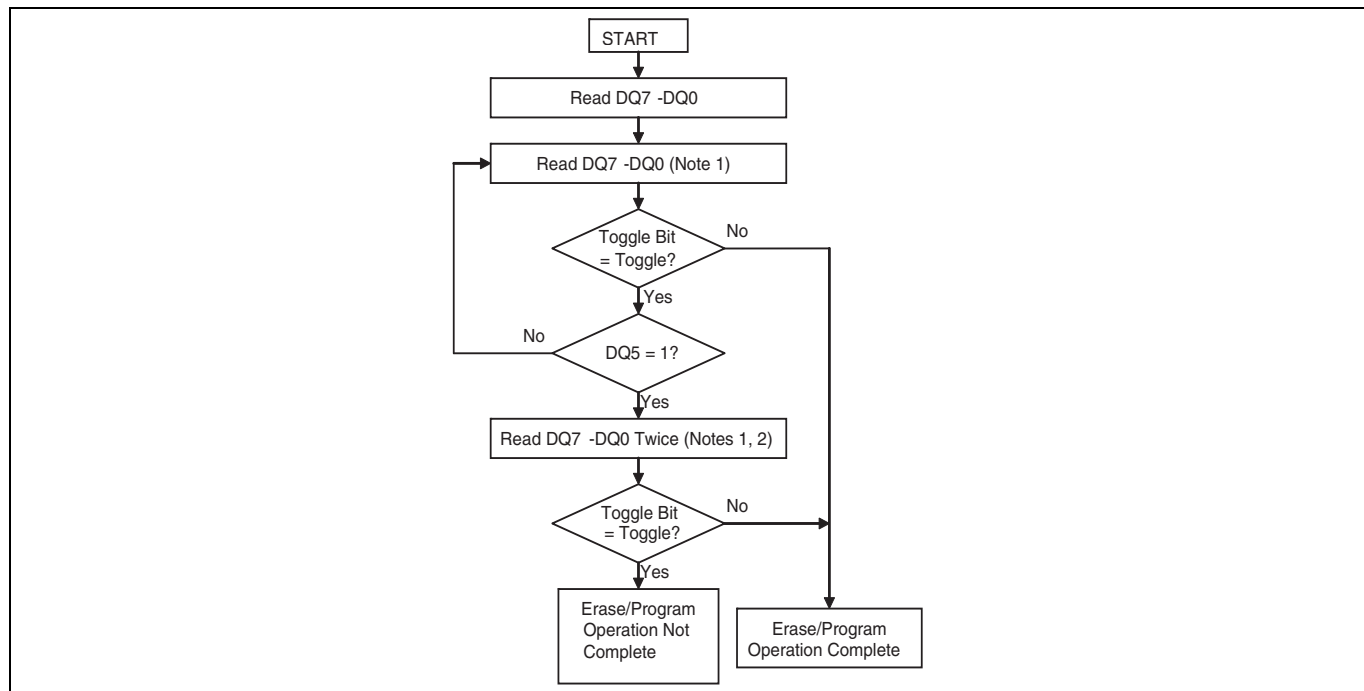 START
Read DQ7 -DQ0
Read DQ7 -DQ0 (Note 1)
Toggle Bit
= Toggle?
No
Yes
No
DQ5 = 1?
Yes
Read DQ7 -DQ0 Twice (Notes 1, 2)
Toggle Bit
= Toggle?
No
Yes
Erase/Program
Operation Not
Complete
Erase/Program
Operation Complete